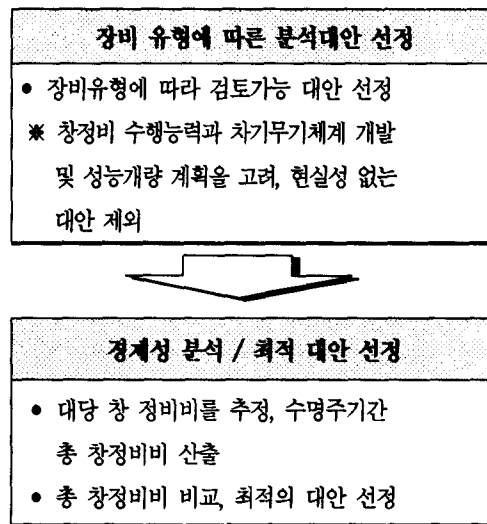 장비 유형에 따른 분석대안 선정
• 장비유형에 따라 검토가능 대안 선정
※ 창정비 수행능력과 차기무기체계 개발
및 성능개량 계획을 고려, 현실성 없는
대안 제외
경제성 분석 / 최적 대안 선정
• 대당 창 정비비를 추정, 수명주기간
총 창정비비 산출
• 총 창정비비 비교, 최적의 대안 선정